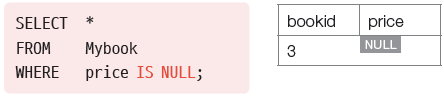 SELECT  *
FROM    Mybook
WHERE   price IS NULL;
bookid  price
3  NULL